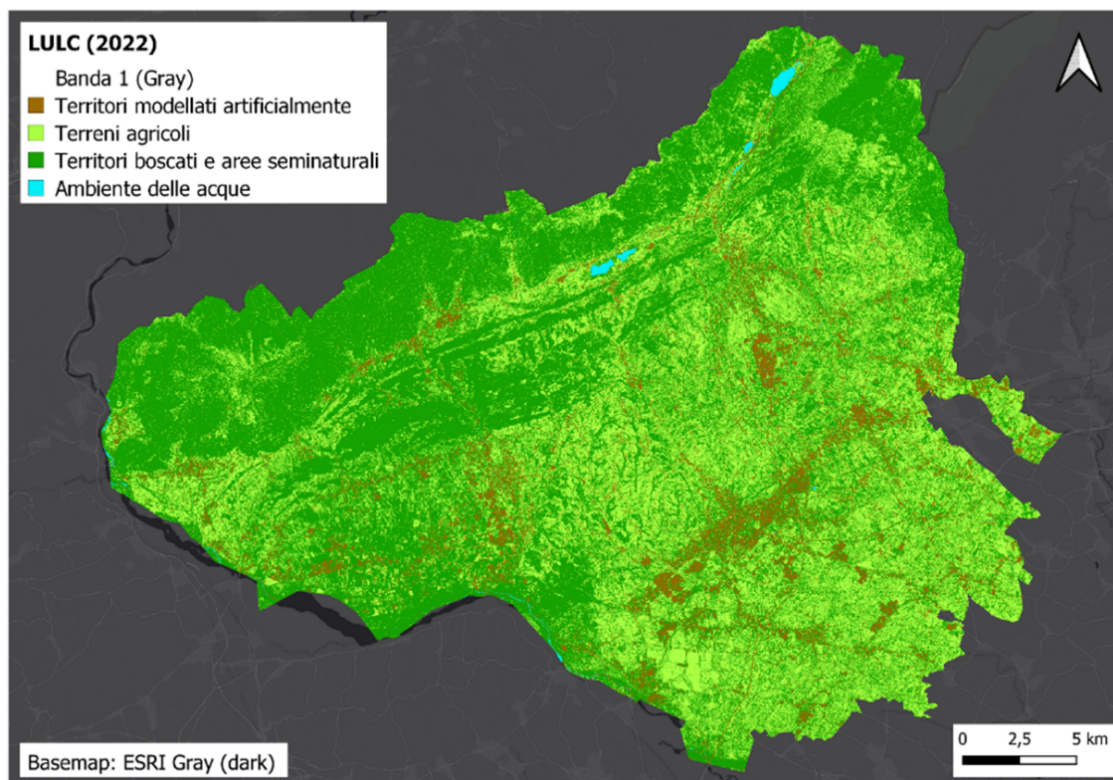 LULC (2022)
Banda 1 (Gray)
Territori modellati artificialmente
Terreni agricoli
Territori boscati e aree seminaturali
Ambiente delle acque
Basemap: ESRI Gray (dark)
0 2,5 5 km